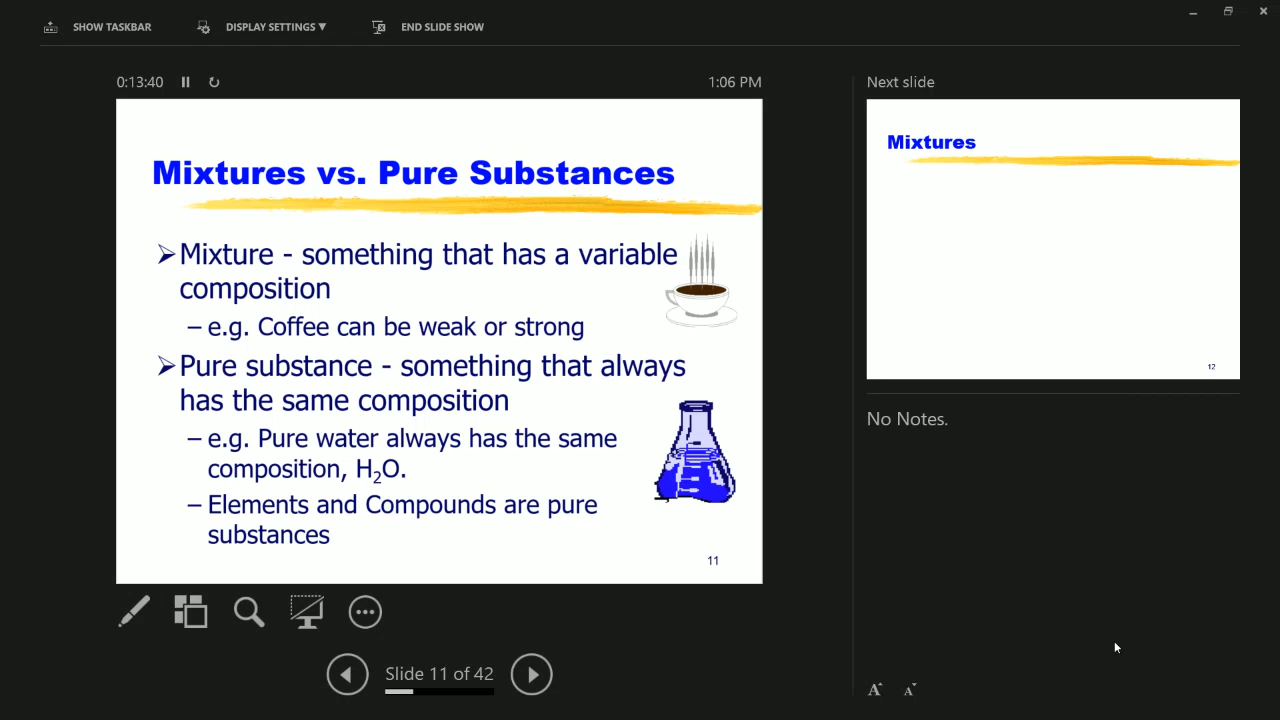 SHOW TASKBAR
DISPLAY SETTINGS ▼
END SLIDE SHOW
0:13:40
1:06 PM
Mixtures vs. Pure Substances
➢Mixture - something that has a variable
composition
– e.g. Coffee can be weak or strong
➢Pure substance - something that always
has the same composition
– e.g. Pure water always has the same
composition, H₂O.
– Elements and Compounds are pure
substances
11
Slide 11 of 42
Next slide
Mixtures
12
No Notes.
A A